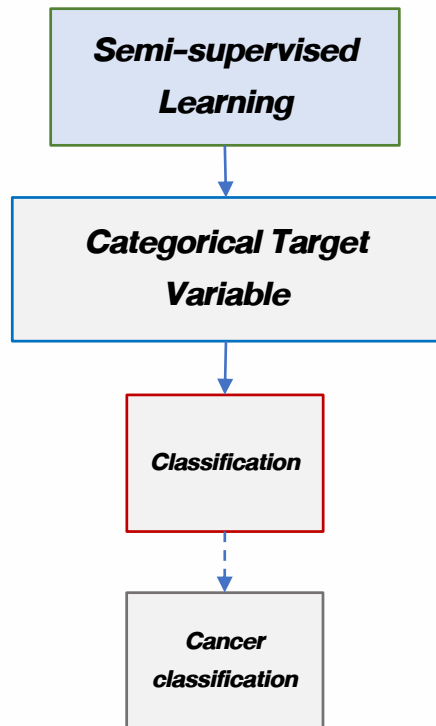 Semi-supervised
Learning
Categorical Target
Variable
Classification
Cancer
classification